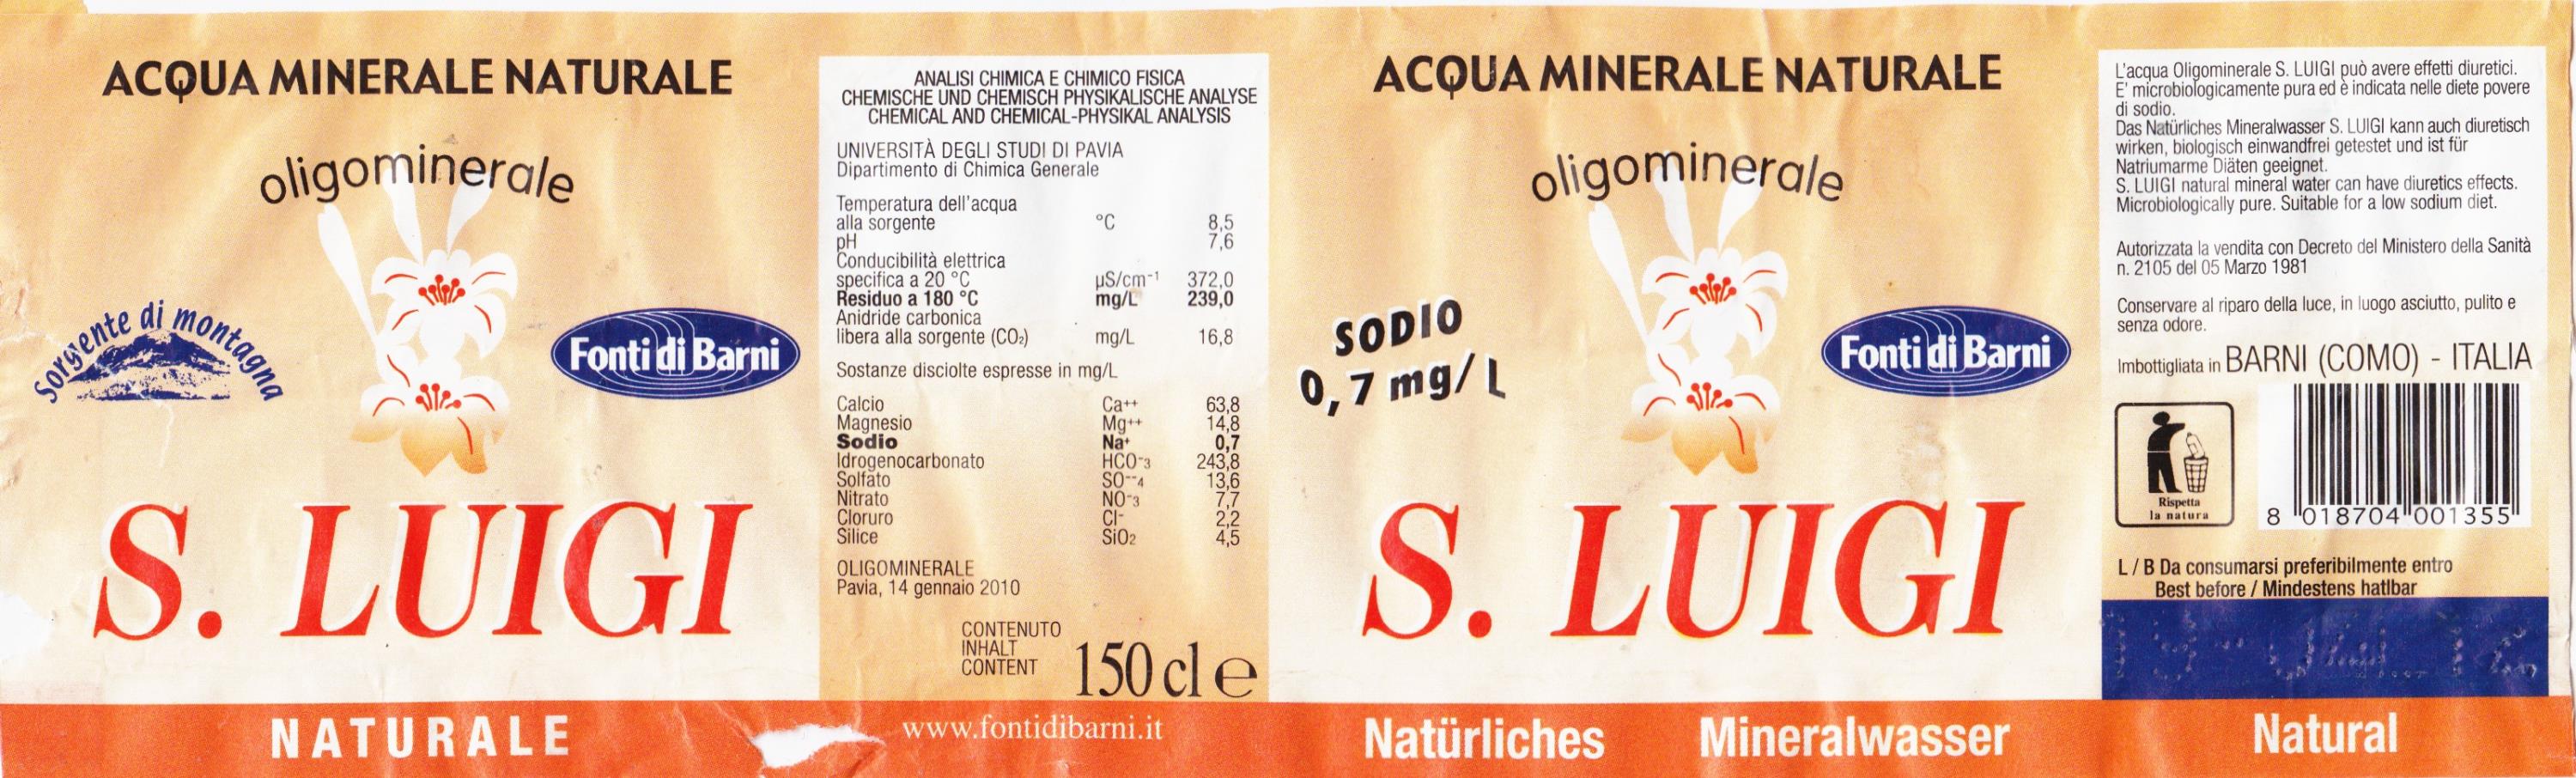 ACQUA MINERALE NATURALE
oligominerale
Sorgente di montagna
Fonti di Barni
S. LUIGI
NATURALE
ANALISI CHIMICA E CHIMICO FISICA
CHEMISCHE UND CHEMISCH PHYSIKALISCHE ANALYSE
CHEMICAL AND CHEMICAL-PHYSIKAL ANALYSIS
UNIVERSITÀ DEGLI STUDI DI PAVIA
Dipartimento di Chimica Generale
Temperatura dell'acqua
alla sorgente °C 8,5
pH 7,6
Conducibilità elettrica
specifica a 20 °C µS/cm⁻¹ 372,0
Residuo a 180 °C mg/L 239,0
Anidride carbonica
libera alla sorgente (CO₂) mg/L 16,8
Sostanze disciolte espresse in mg/L
Calcio Ca⁺⁺ 63,8
Magnesio Mg⁺⁺ 14,8
Sodio Na⁺ 0,7
Idrogenocarbonato HCO⁻₃ 243,8
Solfato SO⁻⁻₄ 13,6
Nitrato NO⁻₃ 7,7
Cloruro Cl⁻ 2,2
Silice SiO₂ 4,5
OLIGOMINERALE
Pavia, 14 gennaio 2010
CONTENUTO
INHALT
CONTENT
150 cl e
www.fontidibarni.it
ACQUA MINERALE NATURALE
oligominerale
SODIO
0,7 mg/L
Fonti di Barni
S. LUIGI
Natürliches Mineralwasser
L'acqua Oligominerale S. LUIGI può avere effetti diuretici.
E' microbiologicamente pura ed è indicata nelle diete povere
di sodio.
Das Natürliches Mineralwasser S. LUIGI kann auch diuretisch
wirken, biologisch einwandfrei getestet und ist für
Natriumarme Diäten geeignet.
S. LUIGI natural mineral water can have diuretics effects.
Microbiologically pure. Suitable for a low sodium diet.
Autorizzata la vendita con Decreto del Ministero della Sanità
n. 2105 del 05 Marzo 1981
Conservare al riparo della luce, in luogo asciutto, pulito e
senza odore.
Imbottigliata in BARNI (COMO) - ITALIA
Rispetta
la natura
8 018704 001355
L / B Da consumarsi preferibilmente entro
Best before / Mindestens hatlbar
Natural